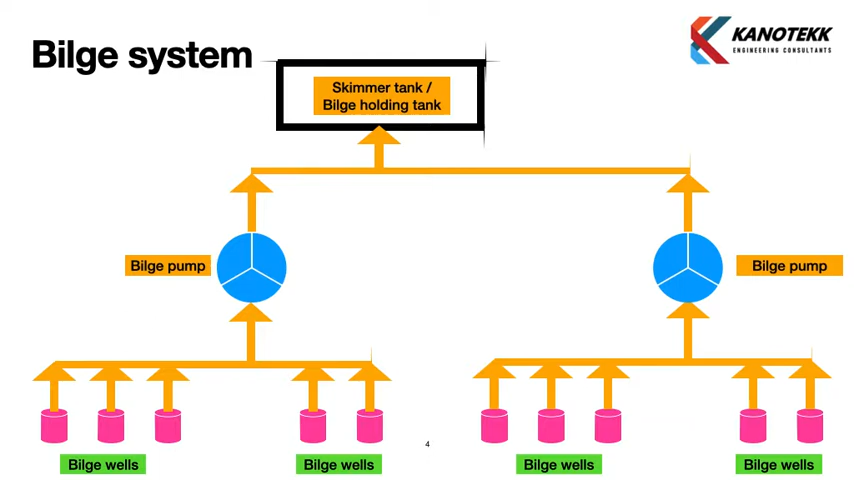 Bilge system
KANOTEKK
ENGINEERING CONSULTANTS
Skimmer tank /
Bilge holding tank
Bilge pump
Bilge pump
4
Bilge wells
Bilge wells
Bilge wells
Bilge wells